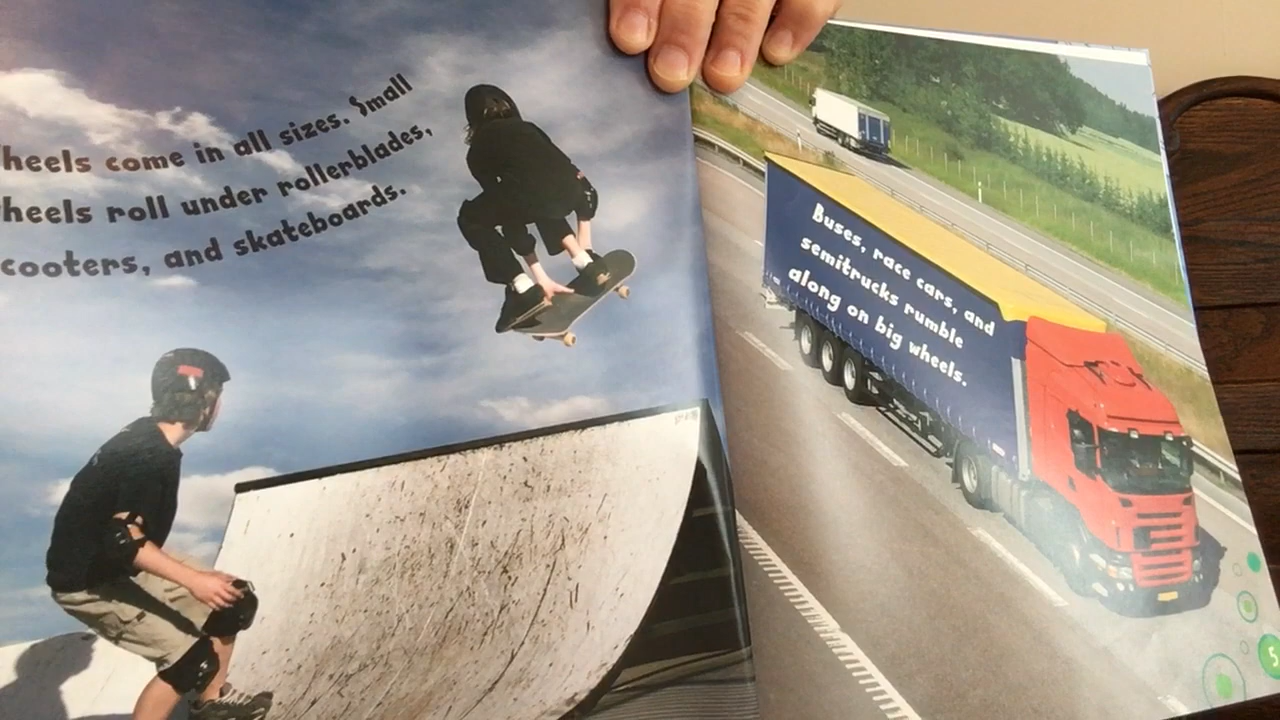 heels come in all sizes. Small
heels roll under rollerblades,
cooters, and skateboards.
Buses, race cars, and
semitrucks rumble
along on big wheels.
5